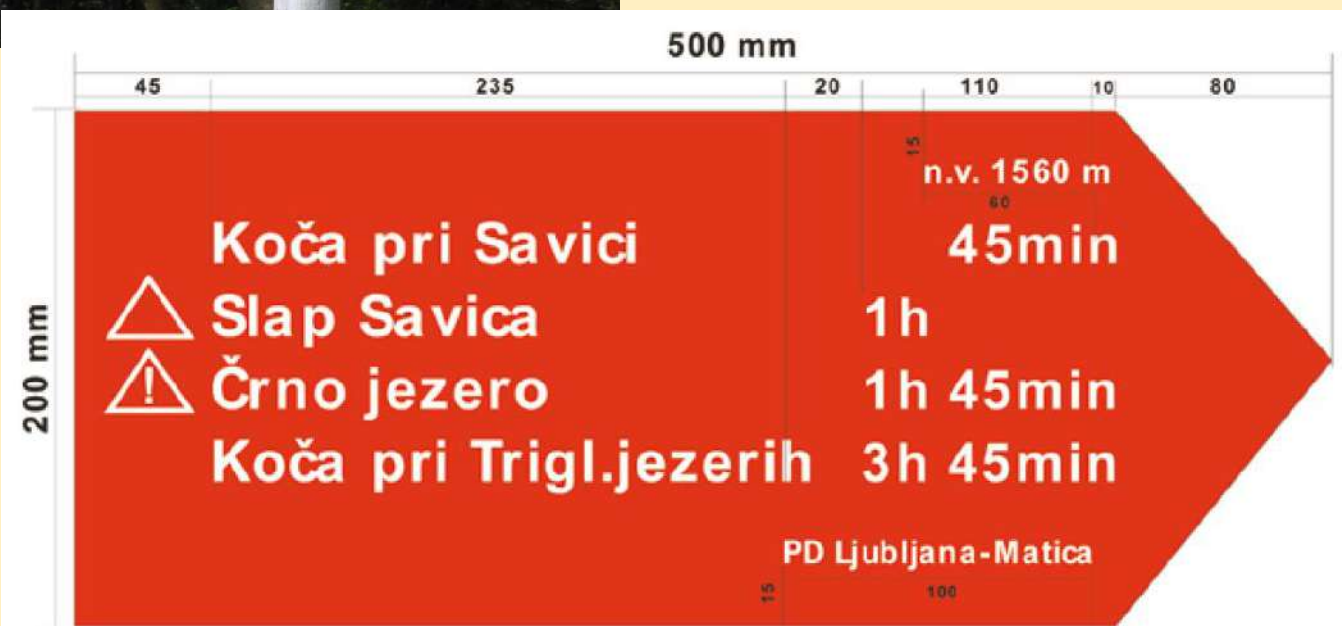 500 mm
45 235 20 110 10 80
15
n.v. 1560 m
60
Koča pri Savici 45min
Slap Savica 1h
! Črno jezero 1h 45min
Koča pri Trigl.jezerih 3h 45min
200 mm
PD Ljubljana-Matica
15 100